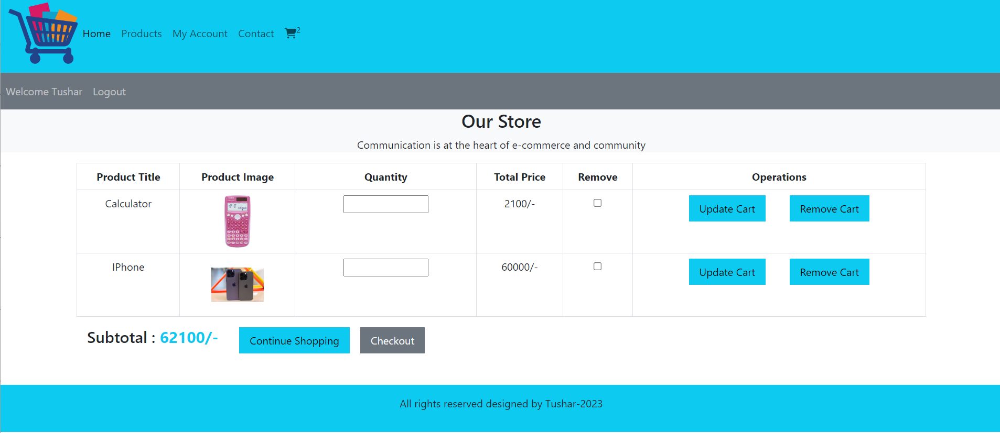 Home Products My Account Contact 2
Welcome Tushar Logout
Our Store
Communication is at the heart of e-commerce and community
Product Title Product Image Quantity Total Price Remove Operations
Calculator 2100/- Update Cart Remove Cart
IPhone 60000/- Update Cart Remove Cart
Subtotal : 62100/- Continue Shopping Checkout
All rights reserved designed by Tushar-2023